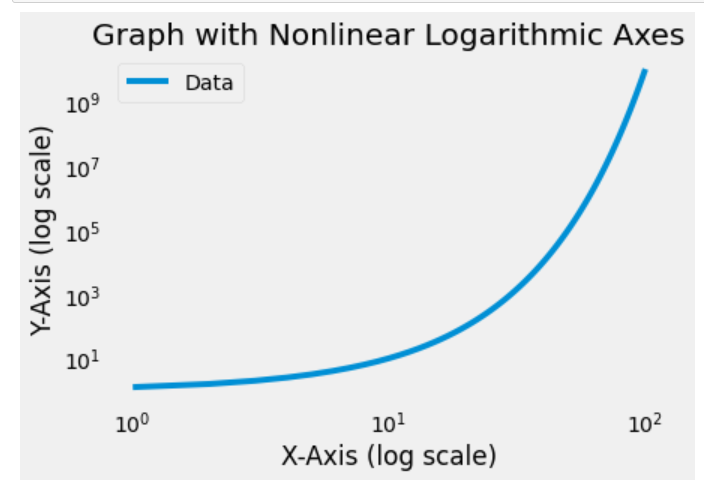 Graph with Nonlinear Logarithmic Axes
Data
10⁹
10⁷
10⁵
10³
10¹
Y-Axis (log scale)
10⁰ 10¹ 10²
X-Axis (log scale)